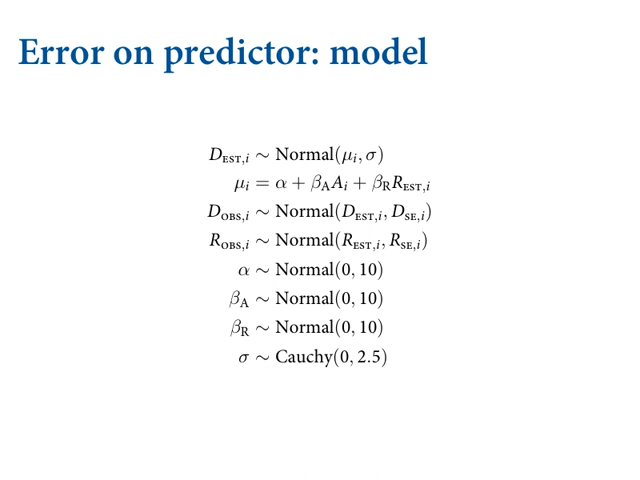 Error on predictor: model
D_EST,i ∼ Normal(μ_i, σ)
μ_i = α + β_A A_i + β_R R_EST,i
D_OBS,i ∼ Normal(D_EST,i, D_SE,i)
R_OBS,i ∼ Normal(R_EST,i, R_SE,i)
α ∼ Normal(0, 10)
β_A ∼ Normal(0, 10)
β_R ∼ Normal(0, 10)
σ ∼ Cauchy(0, 2.5)